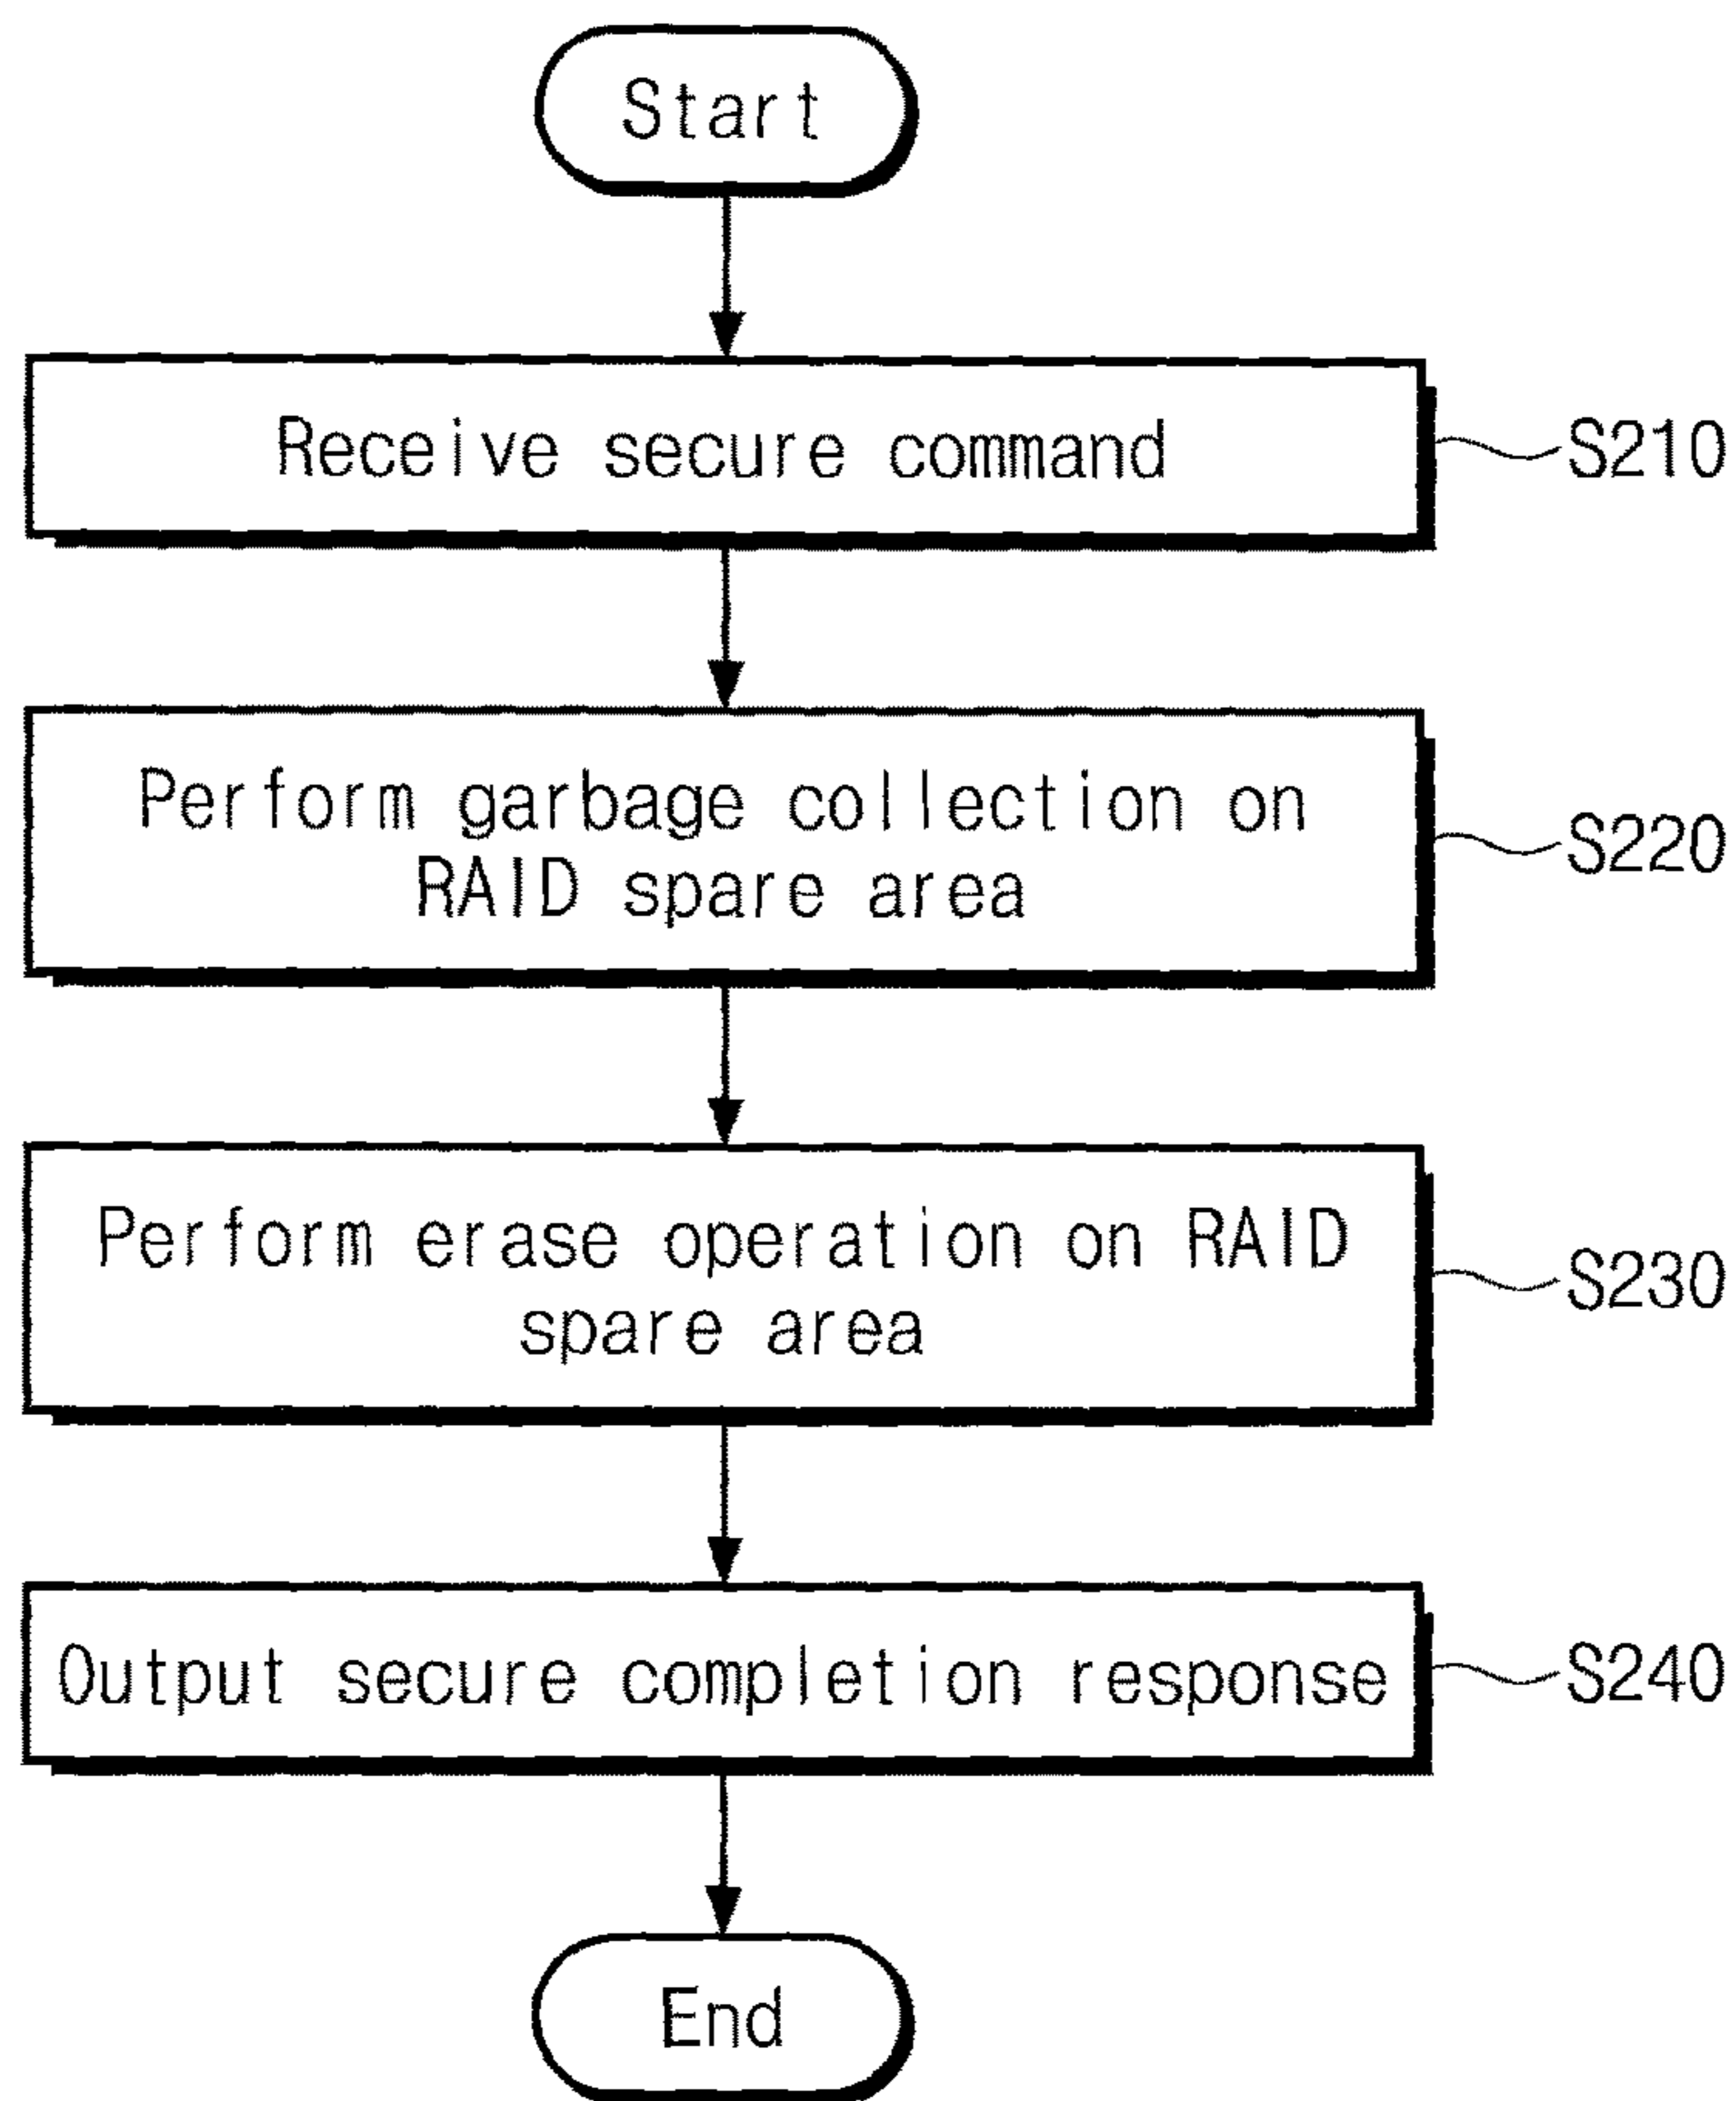 Start
Receive secure command
S210
Perform garbage collection on
RAID spare area
S220
Perform erase operation on RAID
spare area
S230
Output secure completion response
S240
End